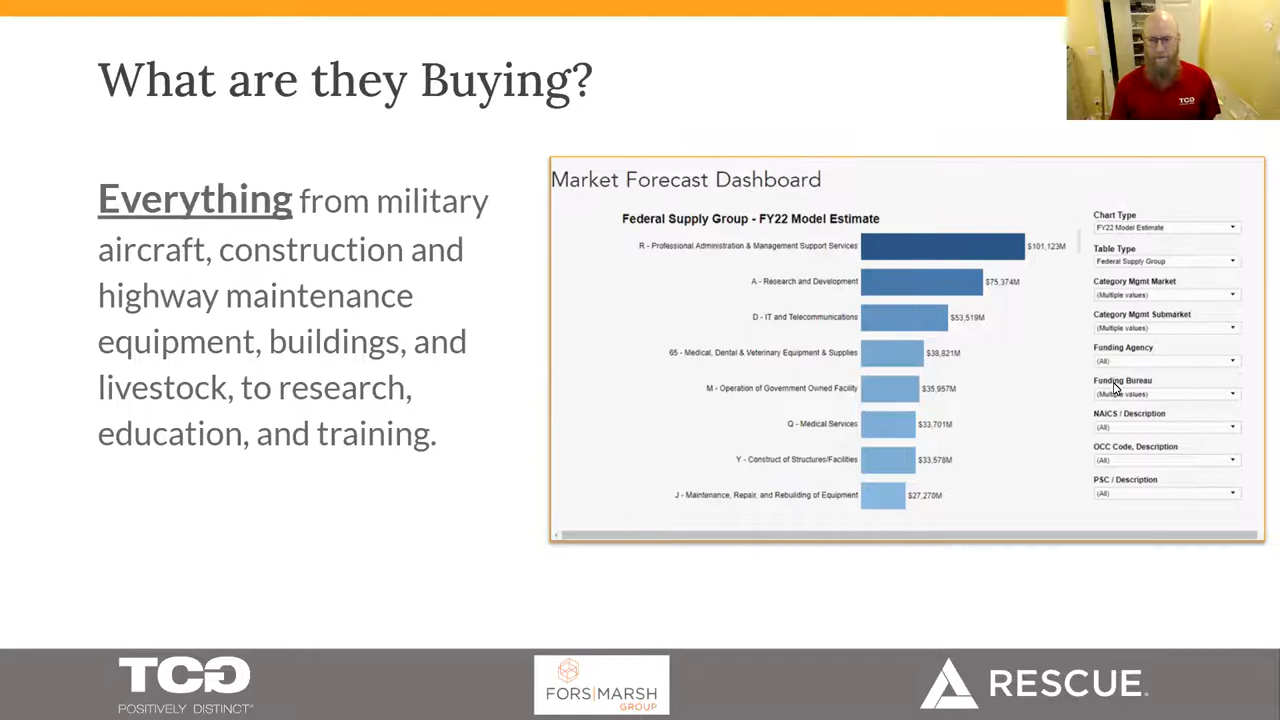 What are they Buying?
TCG
Everything from military
aircraft, construction and
highway maintenance
equipment, buildings, and
livestock, to research,
education, and training.
Market Forecast Dashboard
Federal Supply Group - FY22 Model Estimate
R - Professional Administration & Management Support Services $101,123M
A - Research and Development $75,374M
D - IT and Telecommunications $53,519M
65 - Medical, Dental & Veterinary Equipment & Supplies $38,821M
M - Operation of Government Owned Facility $35,957M
Q - Medical Services $33,701M
Y - Construct of Structures/Facilities $33,578M
J - Maintenance, Repair, and Rebuilding of Equipment $27,270M
Chart Type
FY22 Model Estimate
Table Type
Federal Supply Group
Category Mgmt Market
(Multiple values)
Category Mgmt Submarket
(Multiple values)
Funding Agency
(All)
Funding Bureau
(Multiple values)
NAICS / Description
(All)
OCC Code, Description
(All)
PSC / Description
(All)
TCG
POSITIVELY DISTINCT
FORS|MARSH
GROUP
RESCUE